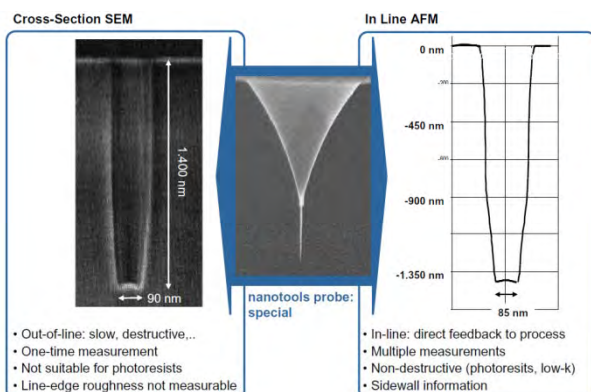 Cross-Section SEM
1.400 nm
90 nm
• Out-of-line: slow, destructive,..
• One-time measurement
• Not suitable for photoresists
• Line-edge roughness not measurable
nanotools probe:
special
In Line AFM
0 nm
-450 nm
-900 nm
-1.350 nm
85 nm
• In-line: direct feedback to process
• Multiple measurements
• Non-destructive (photoresits, low-k)
• Sidewall information